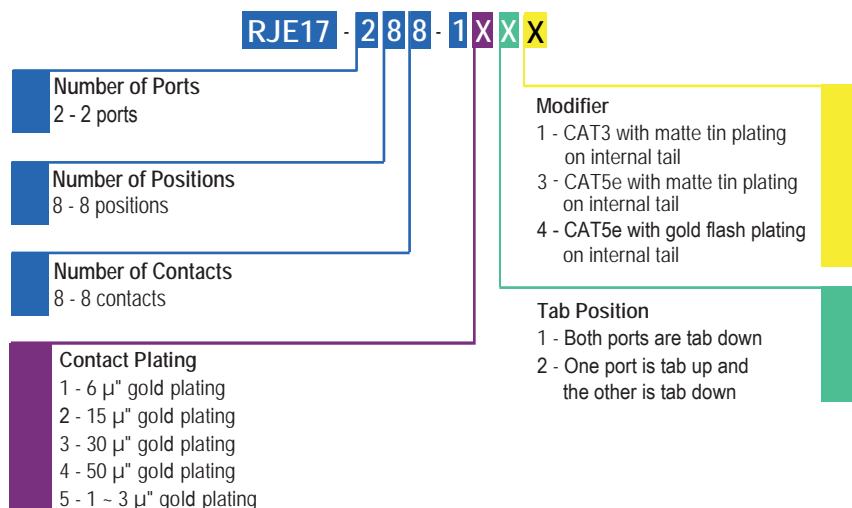 RJE17 - 2 8 8 - 1 X X X
Number of Ports
2 - 2 ports
Number of Positions
8 - 8 positions
Number of Contacts
8 - 8 contacts
Contact Plating
1 - 6 µ" gold plating
2 - 15 µ" gold plating
3 - 30 µ" gold plating
4 - 50 µ" gold plating
5 - 1 ~ 3 µ" gold plating
Modifier
1 - CAT3 with matte tin plating
on internal tail
3 - CAT5e with matte tin plating
on internal tail
4 - CAT5e with gold flash plating
on internal tail
Tab Position
1 - Both ports are tab down
2 - One port is tab up and
the other is tab down